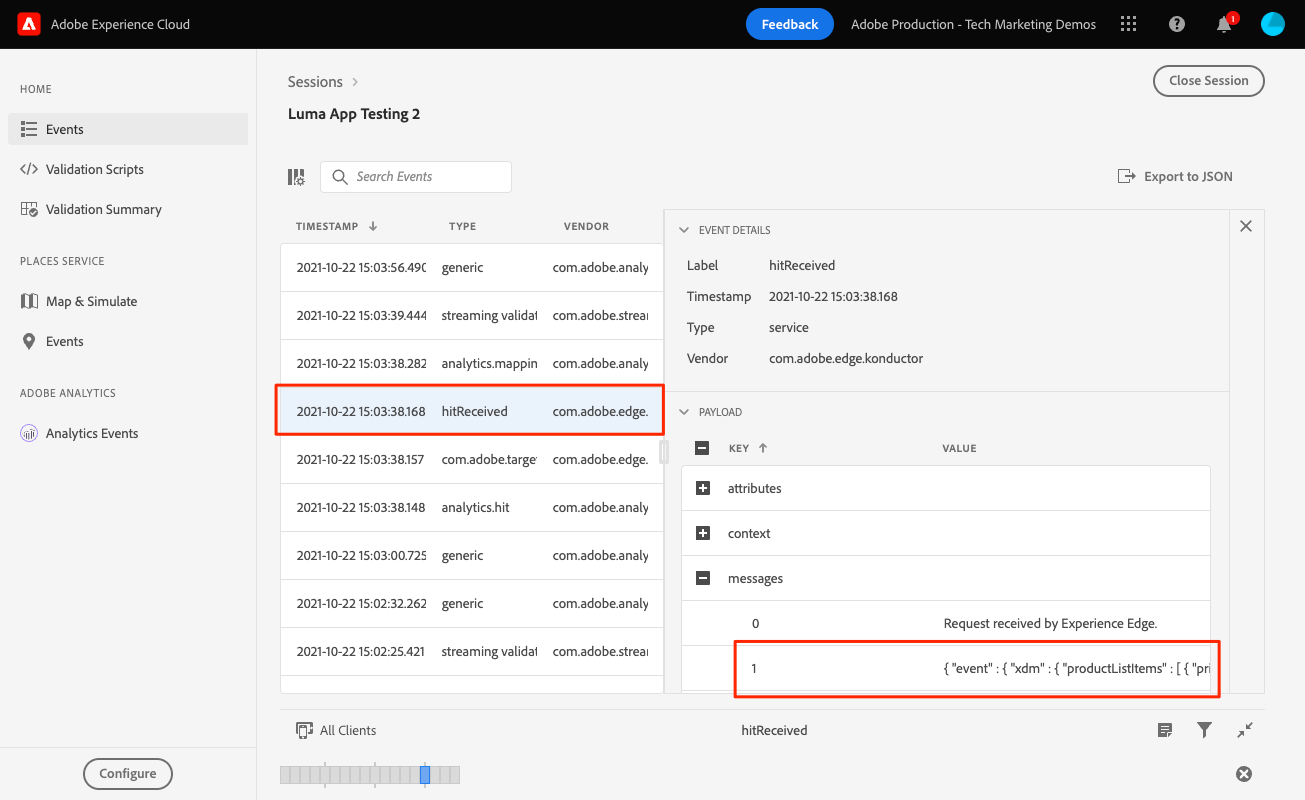 Adobe Experience Cloud
Feedback
Adobe Production - Tech Marketing Demos
1
HOME
Events
Validation Scripts
Validation Summary
PLACES SERVICE
Map & Simulate
Events
ADOBE ANALYTICS
Analytics Events
Configure
Sessions
Close Session
Luma App Testing 2
Search Events
Export to JSON
TIMESTAMP TYPE VENDOR
2021-10-22 15:03:56.490 generic com.adobe.analy
2021-10-22 15:03:39.444 streaming validat com.adobe.strear
2021-10-22 15:03:38.282 analytics.mappin com.adobe.analy
2021-10-22 15:03:38.168 hitReceived com.adobe.edge.
2021-10-22 15:03:38.157 com.adobe.targe com.adobe.edge.
2021-10-22 15:03:38.148 analytics.hit com.adobe.analy
2021-10-22 15:03:00.725 generic com.adobe.analy
2021-10-22 15:02:32.262 generic com.adobe.analy
2021-10-22 15:02:25.421 streaming validat com.adobe.strear
EVENT DETAILS
Label hitReceived
Timestamp 2021-10-22 15:03:38.168
Type service
Vendor com.adobe.edge.konductor
PAYLOAD
KEY VALUE
attributes
context
messages
0 Request received by Experience Edge.
1 { "event" : { "xdm" : { "productListItems" : [ { "pri
All Clients
hitReceived